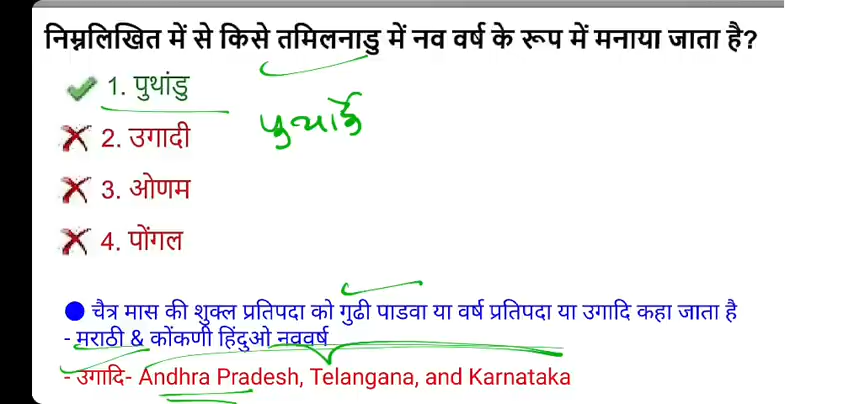 निम्नलिखित में से किसे तमिलनाडु में नव वर्ष के रूप में मनाया जाता है?
1. पुथांडु
2. उगादी
पुथांडु
3. ओणम
4. पोंगल
चैत्र मास की शुक्ल प्रतिपदा को गुढी पाडवा या वर्ष प्रतिपदा या उगादि कहा जाता है
- मराठी & कोंकणी हिंदुओ नववर्ष
- उगादि- Andhra Pradesh, Telangana, and Karnataka